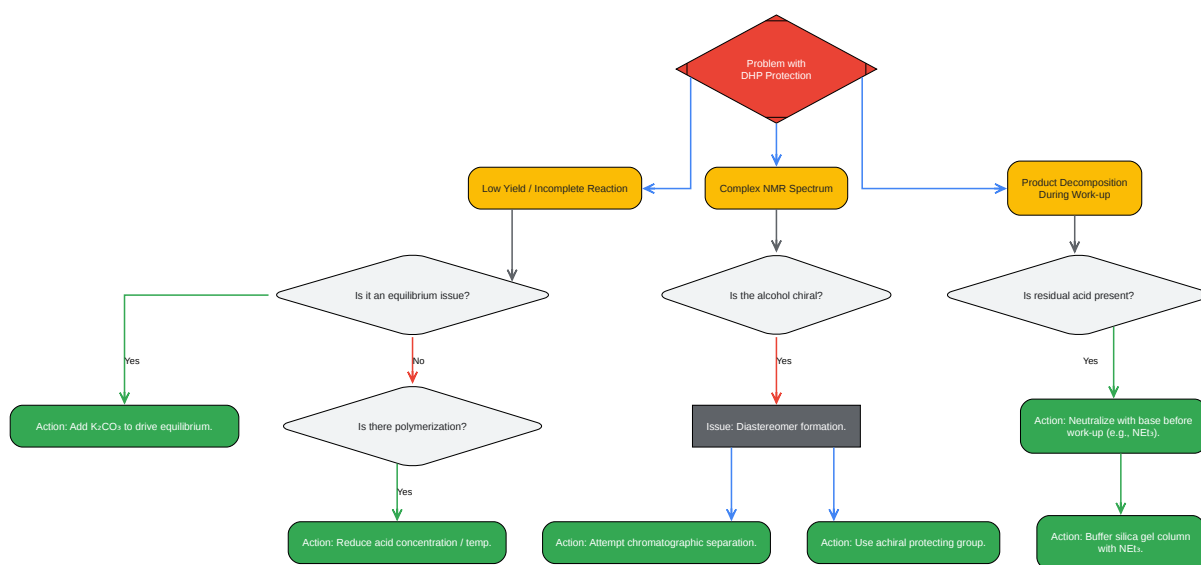 Problem with
DHP Protection
Low Yield / Incomplete Reaction
Complex NMR Spectrum
Product Decomposition
During Work-up
Is it an equilibrium issue?
Is the alcohol chiral?
Is residual acid present?
Yes
No
Yes
Yes
Action: Add K₂CO₃ to drive equilibrium.
Is there polymerization?
Issue: Diastereomer formation.
Action: Neutralize with base before
work-up (e.g., NEt₃).
Yes
Action: Reduce acid concentration / temp.
Action: Attempt chromatographic separation.
Action: Use achiral protecting group.
Action: Buffer silica gel column
with NEt₃.